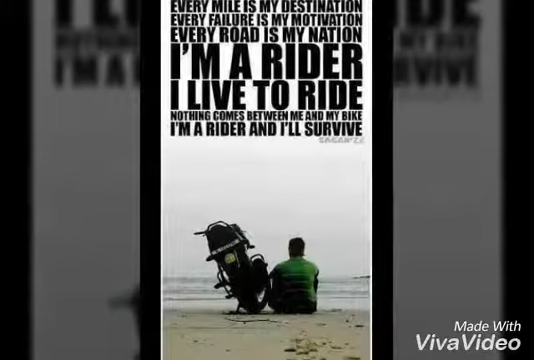 EVERY MILE IS MY DESTINATION
EVERY FAILURE IS MY MOTIVATION
EVERY ROAD IS MY NATION
I'M A RIDER
I LIVE TO RIDE
NOTHING COMES BETWEEN ME AND MY BIKE
I'M A RIDER AND I'LL SURVIVE
Made With
VivaVideo